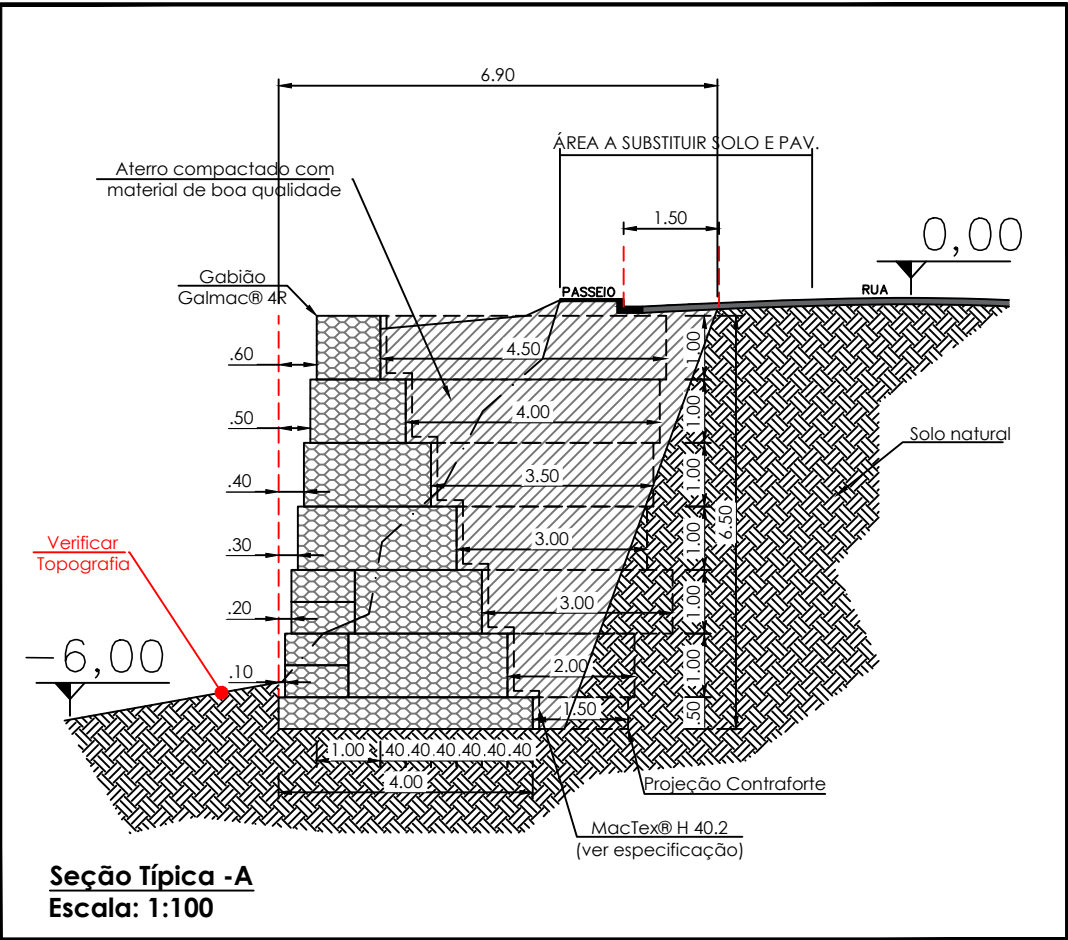 6.90
ÁREA A SUBSTITUIR SOLO E PAV.
Aterro compactado com
material de boa qualidade
1.50
0,00
Gabião
Galmac® 4R
PASSEIO
RUA
.60
4.50
1.00
.50
4.00
1.00
Solo natural
.40
3.50
1.00
6.50
Verificar
Topografia
.30
3.00
1.00
.20
3.00
1.00
-6,00
.10
2.00
1.00
1.50
.50
1.00 .40 .40 .40 .40 .40 .40
4.00
Projeção Contraforte
MacTex® H 40.2
(ver especificação)
Seção Típica -A
Escala: 1:100